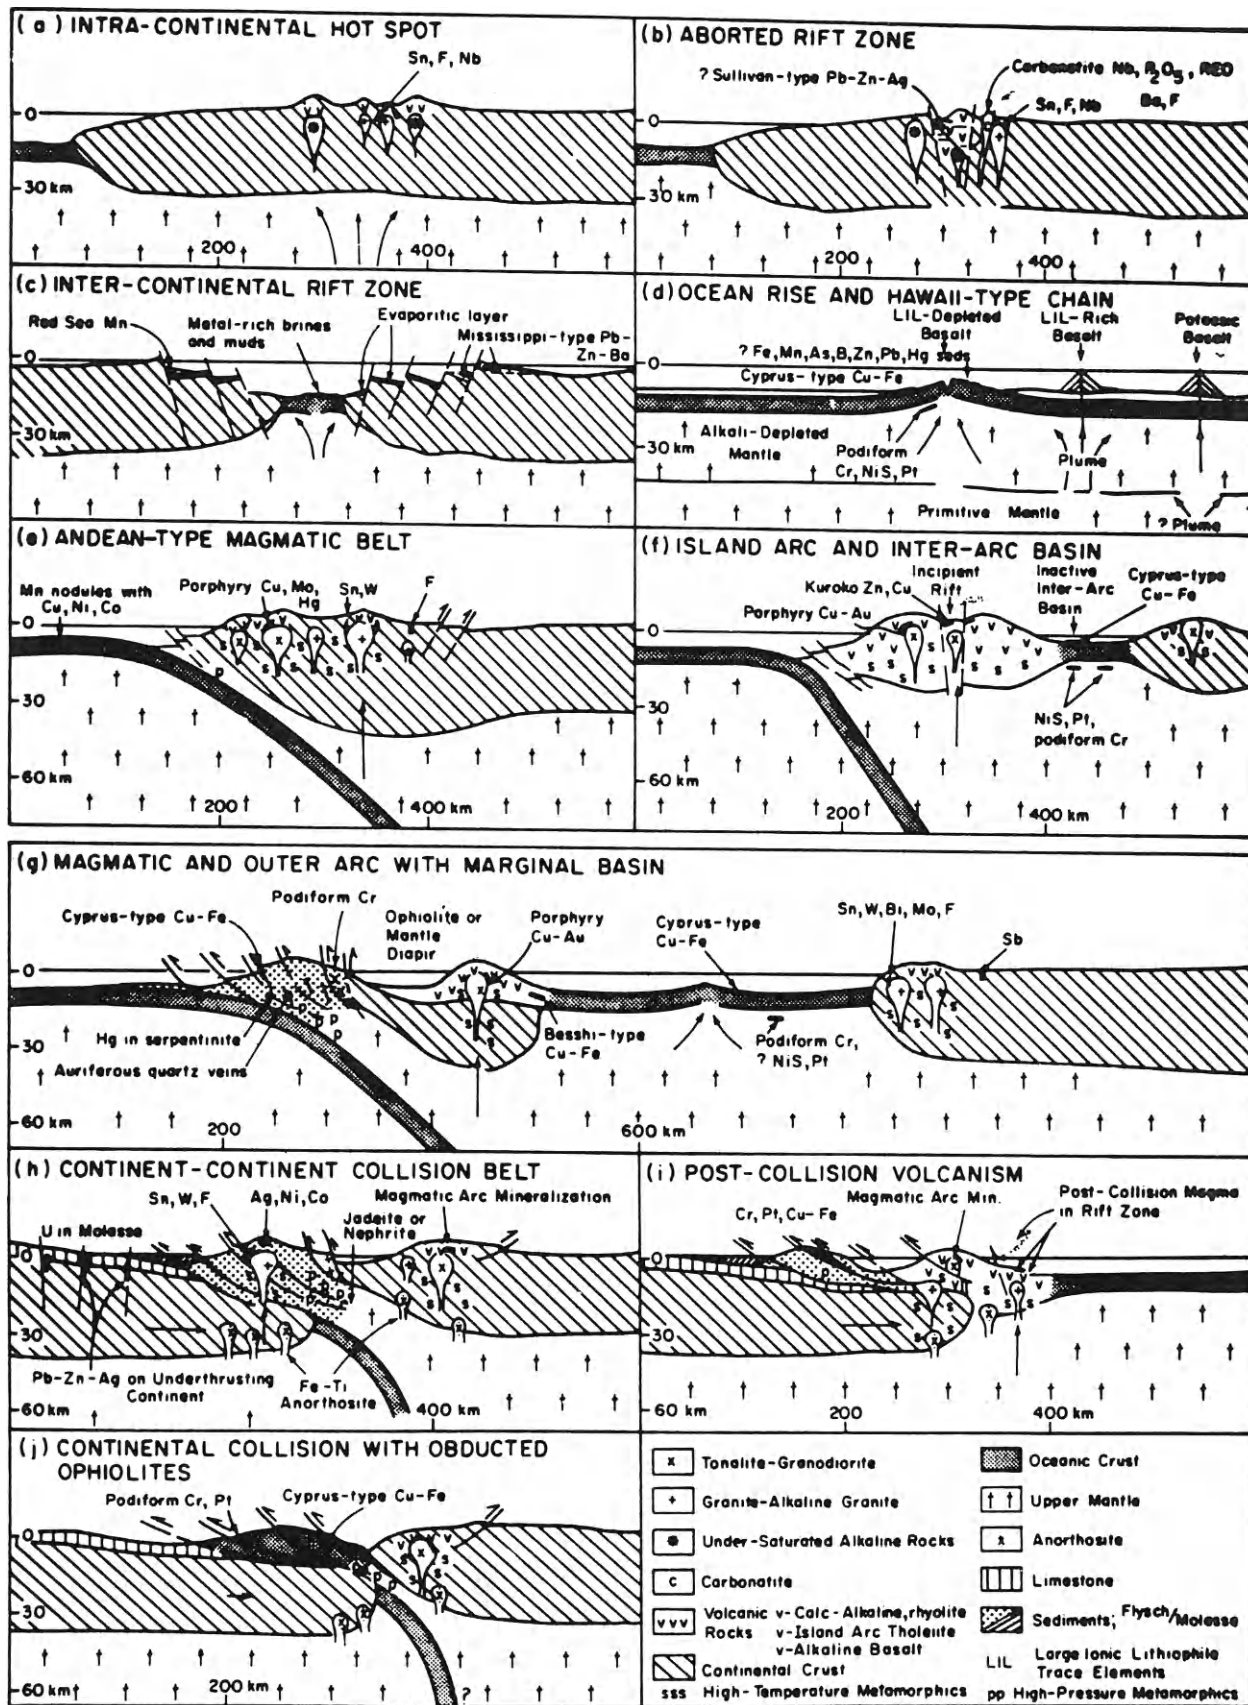 (a) INTRA-CONTINENTAL HOT SPOT
Sn, F, Nb
0
30 km
200
400
(b) ABORTED RIFT ZONE
? Sullivan-type Pb-Zn-Ag
Carbonatite Nb, P2O5, REO
Ba, F
Sn, F, Nb
0
30 km
200
400
(c) INTER-CONTINENTAL RIFT ZONE
Red Sea Mn
Metal-rich brines
and muds
Evaporitic layer
Mississippi-type Pb-
Zn-Ba
0
30 km
(d) OCEAN RISE AND HAWAII-TYPE CHAIN
LIL-Depleted
Basalt
LIL-Rich
Basalt
Potassic
Basalt
? Fe, Mn, As, B, Zn, Pb, Hg seds
Cyprus-type Cu-Fe
0
30 km
Alkali-Depleted
Mantle
Podiform
Cr, NiS, Pt
Plume
Primitive Mantle
? Plume
(e) ANDEAN-TYPE MAGMATIC BELT
Mn nodules with
Cu, Ni, Co
Porphyry Cu, Mo,
Hg
Sn, W
F
s s s s s s s
p
0
30
60 km
200
400 km
(f) ISLAND ARC AND INTER-ARC BASIN
Kuroko Zn, Cu
Incipient
Rift
Inactive
Inter-Arc
Basin
Cyprus-type
Cu-Fe
Porphyry Cu-Au
0
30
60 km
NiS, Pt,
podiform Cr
200
400 km
(g) MAGMATIC AND OUTER ARC WITH MARGINAL BASIN
Podiform Cr
Cyprus-type Cu-Fe
Ophiolite or
Mantle
Diapir
Porphyry
Cu-Au
Cyprus-type
Cu-Fe
Sn, W, Bi, Mo, F
Sb
0
30
60 km
Hg in serpentinite
Auriferous quartz veins
Besshi-type
Cu-Fe
Podiform Cr,
? NiS, Pt
200
600 km
(h) CONTINENT-CONTINENT COLLISION BELT
Sn, W, F
Ag, Ni, Co
Magmatic Arc Mineralization
U in Molasse
Jadeite or
Nephrite
0
30
60 km
Pb-Zn-Ag on Underthrusting
Continent
Fe-Ti
Anorthosite
400 km
(i) POST-COLLISION VOLCANISM
Magmatic Arc Min.
Cr, Pt, Cu-Fe
Post-Collision Magma
in Rift Zone
0
30
60 km
200
400 km
(j) CONTINENTAL COLLISION WITH OBDUCTED
OPHIOLITES
Podiform Cr, Pt
Cyprus-type Cu-Fe
0
30
60 km
200 km
?
x Tonalite-Granodiorite
+ Granite-Alkaline Granite
Under-Saturated Alkaline Rocks
C Carbonatite
vvv Volcanic Rocks v-Calc-Alkaline, rhyolite
v-Island Arc Tholeiite
v-Alkaline Basalt
Continental Crust
sss High-Temperature Metamorphics
Oceanic Crust
Upper Mantle
x Anorthosite
Limestone
Sediments; Flysch/Molasse
LIL Large Ionic Lithophile
Trace Elements
pp High-Pressure Metamorphics